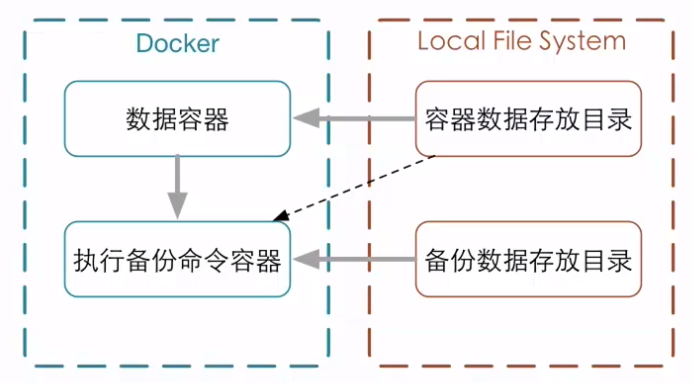 Docker
Local File System
数据容器
容器数据存放目录
执行备份命令容器
备份数据存放目录